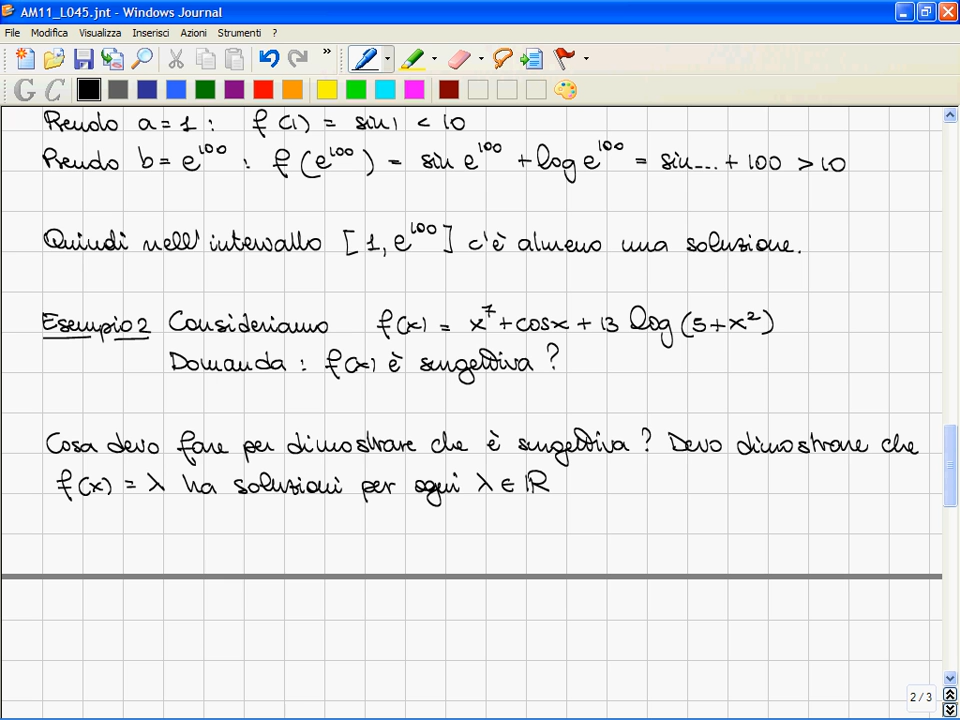 AM11_L045.jnt - Windows Journal
File Modifica Visualizza Inserisci Azioni Strumenti ?
Prendo a = 1 : f(1) = sin 1 < 10
Prendo b = e^100 : f(e^100) = sin e^100 + log e^100 = sin... + 100 > 10
Quindi nell'intervallo [1, e^100] c'è almeno una soluzione.
Esempio 2 Consideriamo f(x) = x^7 + cos x + 13 log(5+x^2)
Domanda : f(x) è surgettiva ?
Cosa devo fare per dimostrare che è surgettiva ? Devo dimostrare che
f(x) = λ ha soluzioni per ogni λ ∈ ℝ
2 / 3